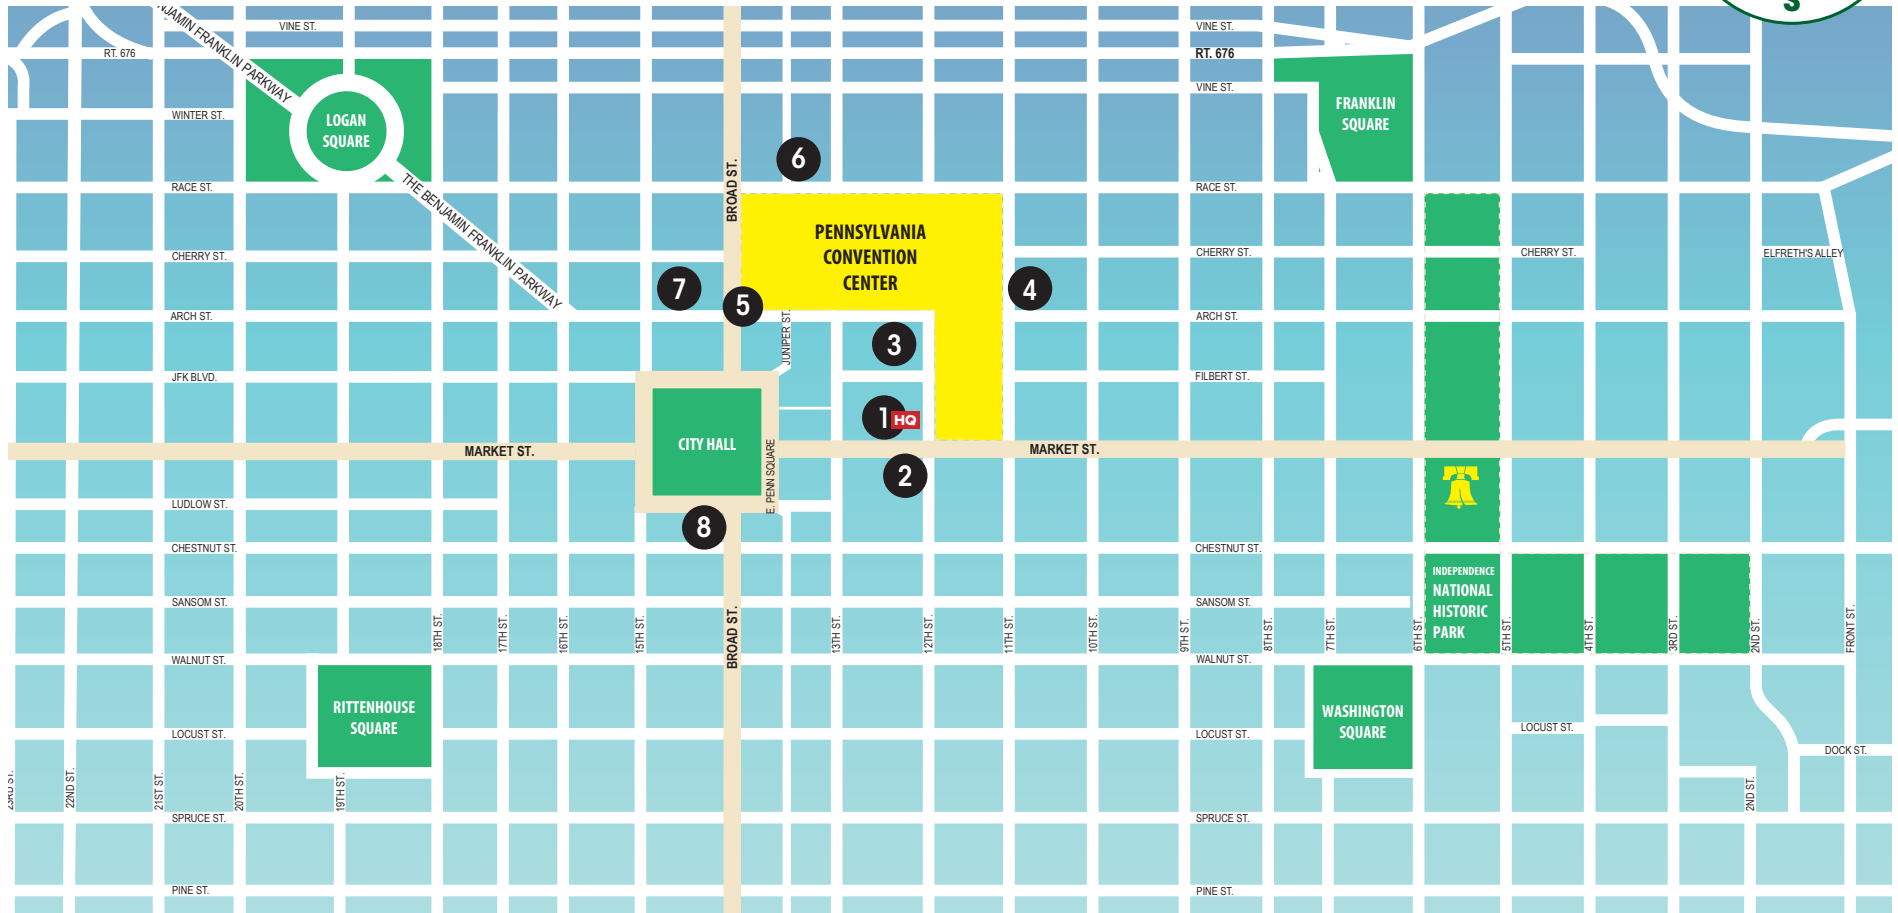 S
VINE ST.
VINE ST.
NJAMIN FRANKLIN PARKWAY
RT. 676
RT. 676
VINE ST.
WINTER ST.
LOGAN
SQUARE
FRANKLIN
SQUARE
6
BROAD ST.
RACE ST.
RACE ST.
THE BENJAMIN FRANKLIN PARKWAY
PENNSYLVANIA
CONVENTION
CENTER
CHERRY ST.
CHERRY ST.
CHERRY ST.
ELFRETH'S ALLEY
7
5
4
ARCH ST.
ARCH ST.
JUNIPER ST.
3
JFK BLVD.
FILBERT ST.
1
HQ
CITY HALL
MARKET ST.
MARKET ST.
E. PENN SQUARE
2
LUDLOW ST.
8
CHESTNUT ST.
CHESTNUT ST.
INDEPENDENCE
NATIONAL
HISTORIC
PARK
SANSOM ST.
SANSOM ST.
18TH ST.
17TH ST.
16TH ST.
15TH ST.
BROAD ST.
13TH ST.
12TH ST.
11TH ST.
10TH ST.
9TH ST.
8TH ST.
7TH ST.
6TH ST.
5TH ST.
4TH ST.
3RD ST.
2ND ST.
FRONT ST.
WALNUT ST.
WALNUT ST.
RITTENHOUSE
SQUARE
WASHINGTON
SQUARE
LOCUST ST.
LOCUST ST.
LOCUST ST.
DOCK ST.
23RD ST.
22ND ST.
21ST ST.
20TH ST.
19TH ST.
2ND ST.
SPRUCE ST.
SPRUCE ST.
PINE ST.
PINE ST.